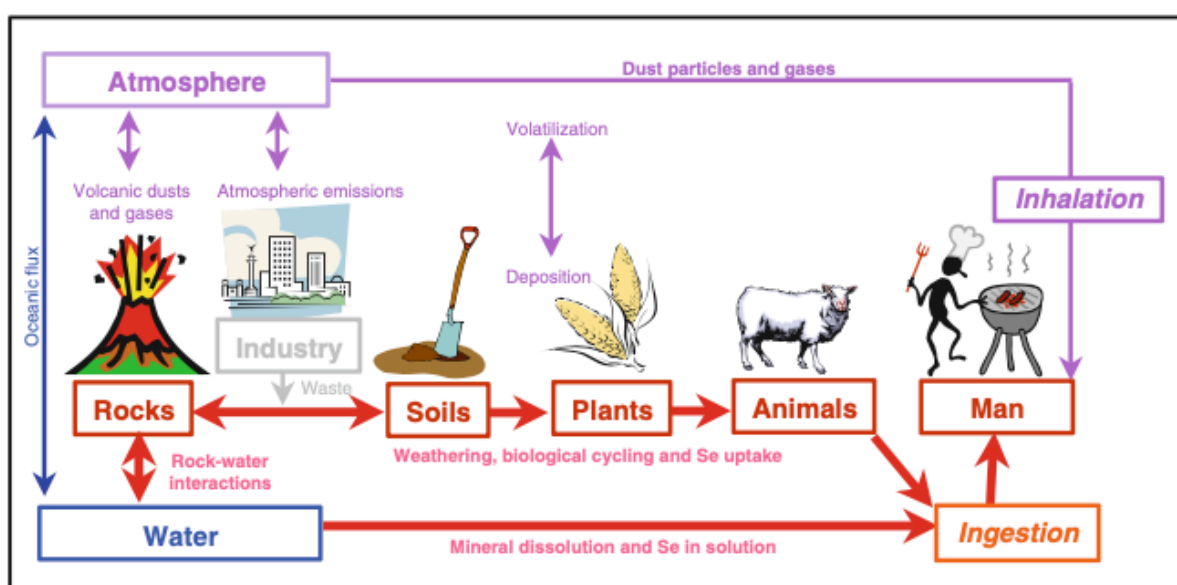 Atmosphere
Dust particles and gases
Volatilization
Volcanic dusts
and gases
Atmospheric emissions
Inhalation
Oceanic flux
Deposition
Industry
Waste
Rocks
Soils
Plants
Animals
Man
Rock-water
interactions
Weathering, biological cycling and Se uptake
Water
Mineral dissolution and Se in solution
Ingestion